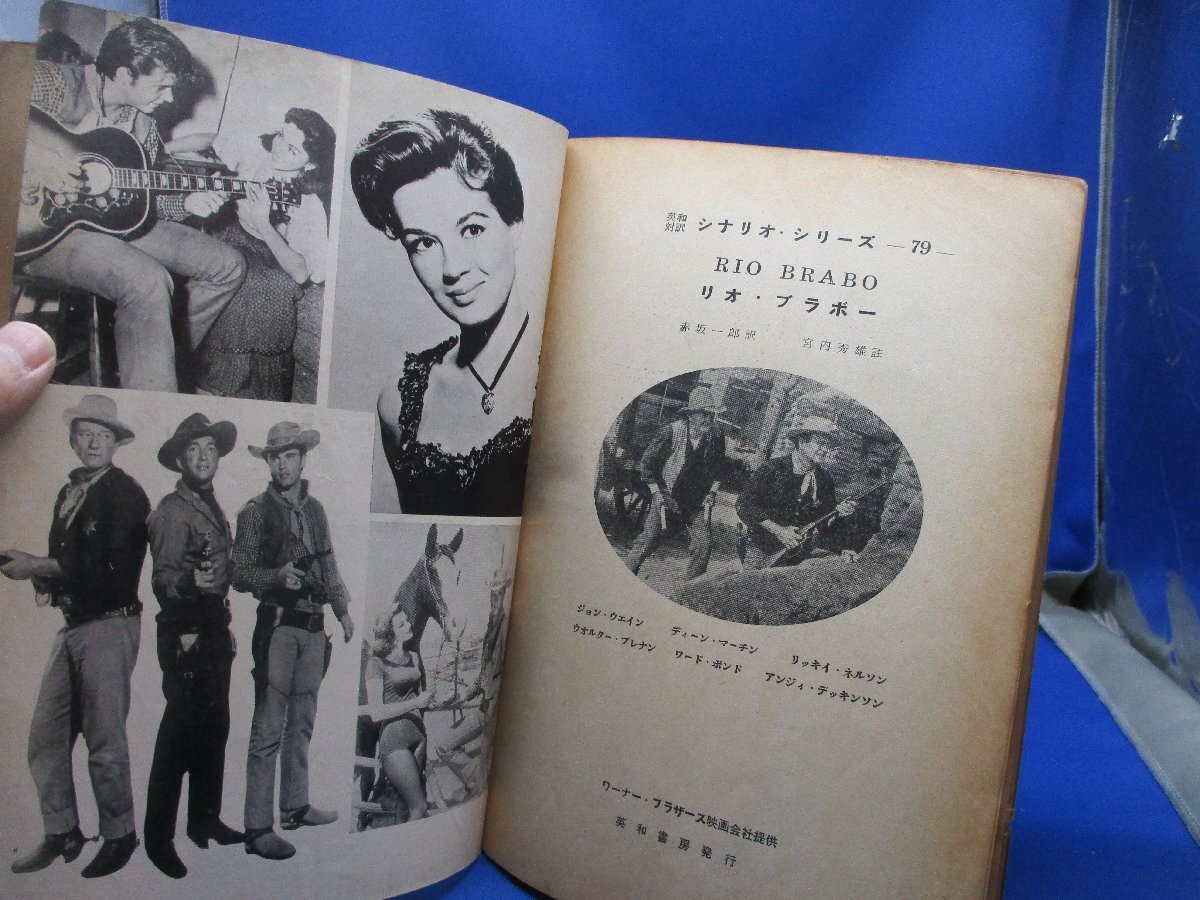 英和対訳 シナリオ・シリーズ ―79―
RIO BRABO
リオ・ブラボー
赤坂一郎訳 宮内秀雄註
ジョン・ウエイン ディーン・マーチン リッキイ・ネルソン
ウオルター・ブレナン ワード・ボンド アンジィ・デッキンソン
ワーナー・ブラザース映画会社提供
英和書房発行